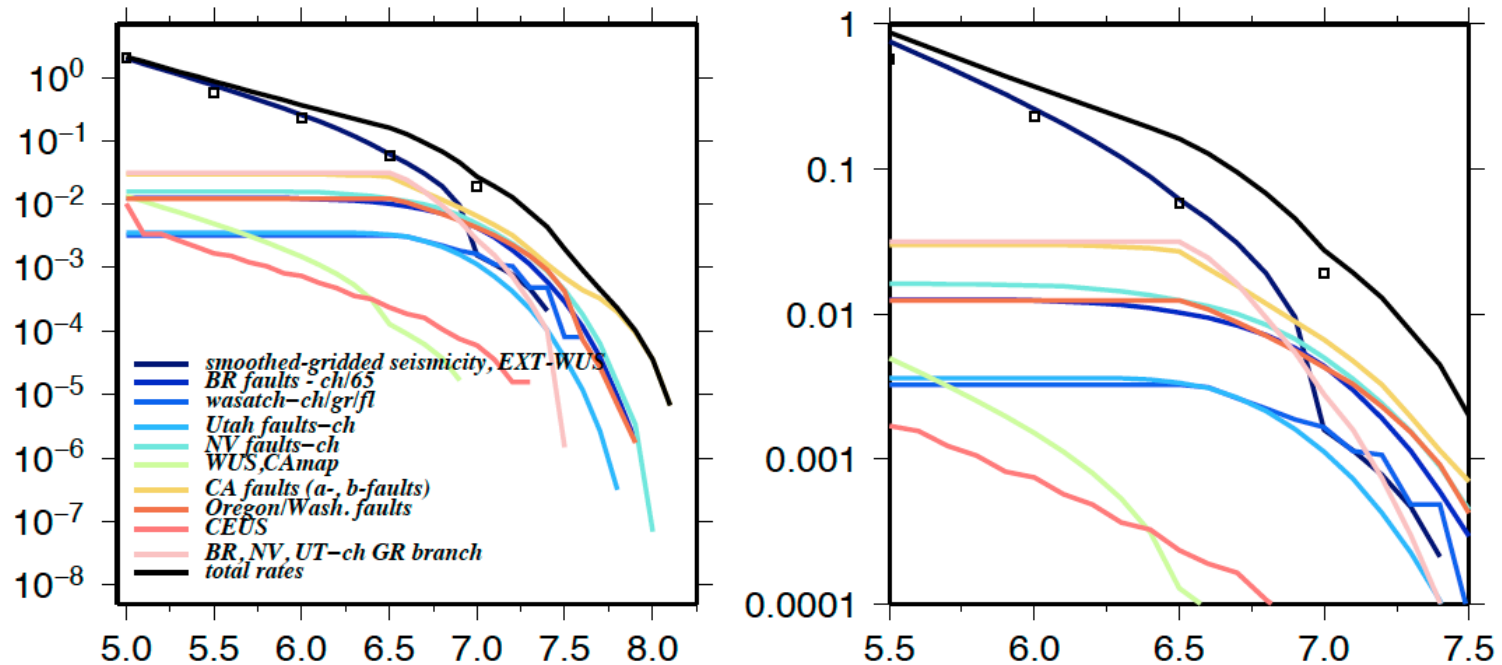 10^0
10^−1
10^−2
10^−3
10^−4
10^−5
10^−6
10^−7
10^−8
smoothed-gridded seismicity, EXT-WUS
BR faults - ch/65
wasatch−ch/gr/fl
Utah faults−ch
NV faults−ch
WUS,CAmap
CA faults (a-, b-faults)
Oregon/Wash. faults
CEUS
BR, NV, UT−ch GR branch
total rates
5.0 5.5 6.0 6.5 7.0 7.5 8.0
1
0.1
0.01
0.001
0.0001
5.5 6.0 6.5 7.0 7.5